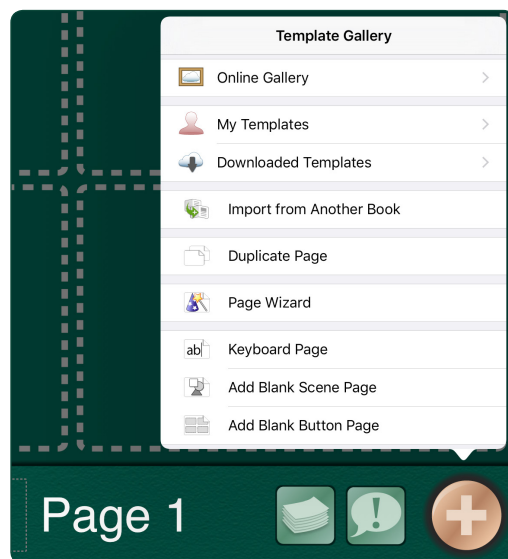 Template Gallery
Online Gallery
My Templates
Downloaded Templates
Import from Another Book
Duplicate Page
Page Wizard
ab Keyboard Page
Add Blank Scene Page
Add Blank Button Page
Page 1